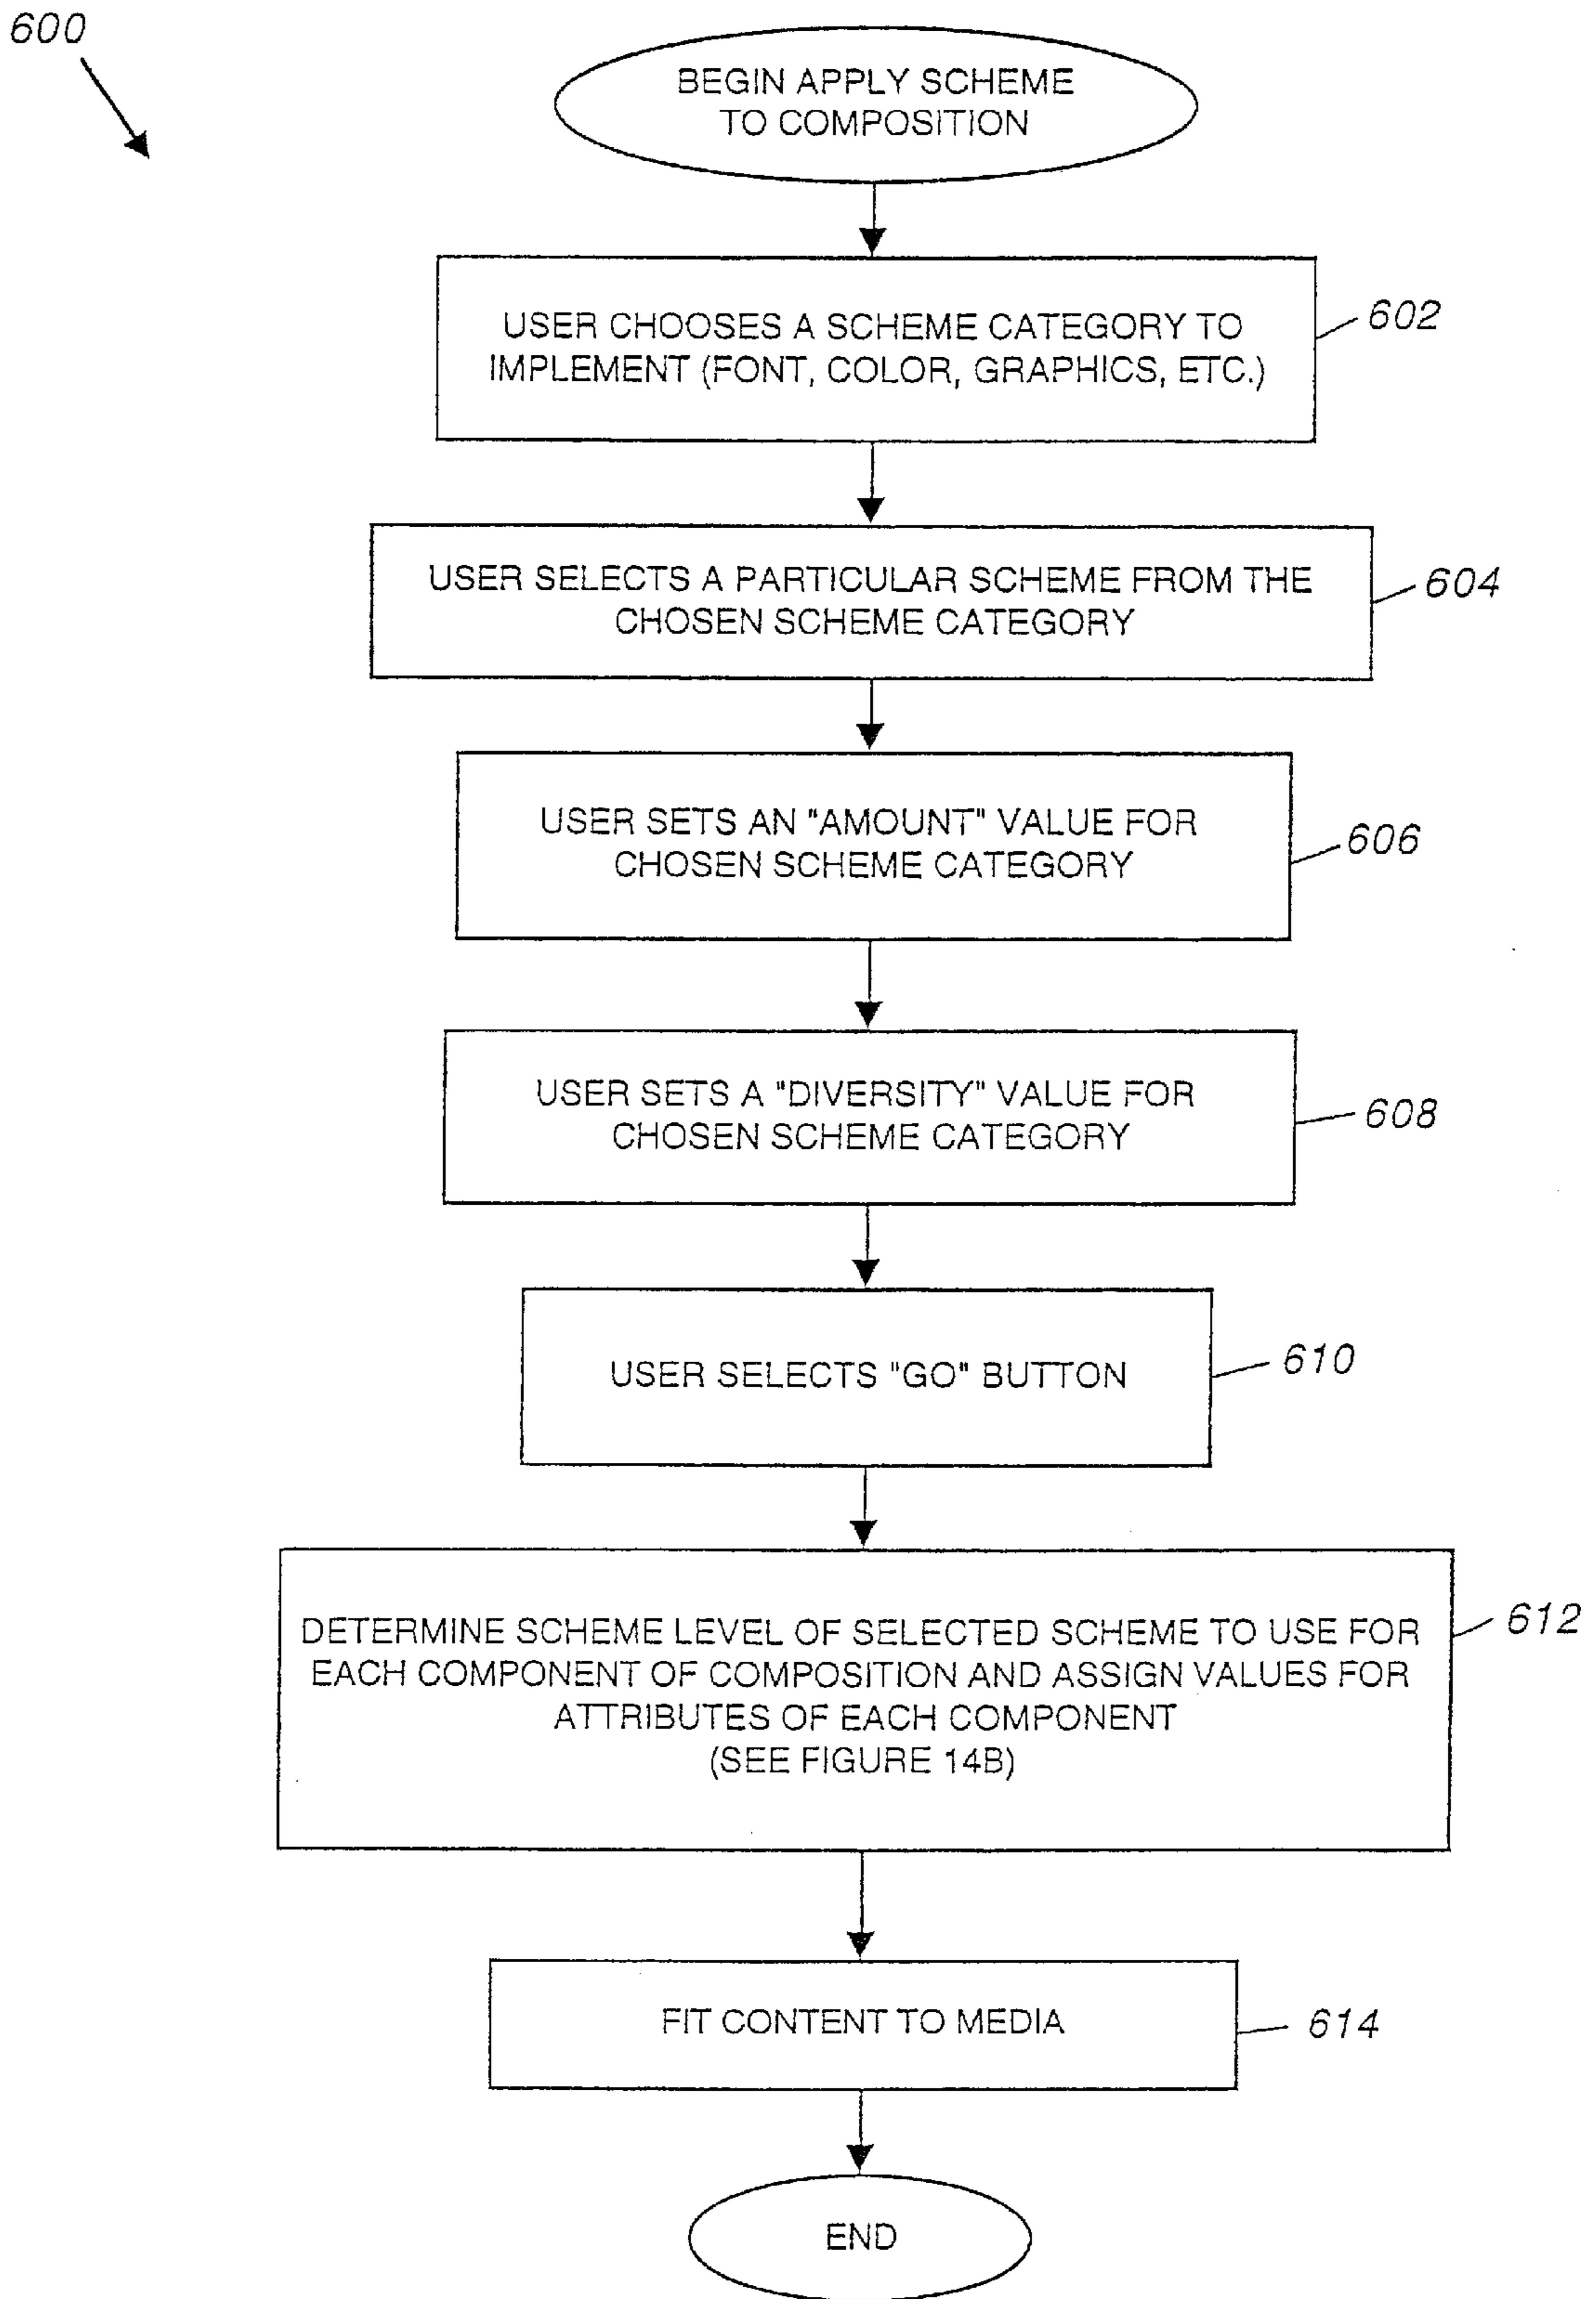 600
BEGIN APPLY SCHEME
TO COMPOSITION
USER CHOOSES A SCHEME CATEGORY TO
IMPLEMENT (FONT, COLOR, GRAPHICS, ETC.)
602
USER SELECTS A PARTICULAR SCHEME FROM THE
CHOSEN SCHEME CATEGORY
604
USER SETS AN "AMOUNT" VALUE FOR
CHOSEN SCHEME CATEGORY
606
USER SETS A "DIVERSITY" VALUE FOR
CHOSEN SCHEME CATEGORY
608
USER SELECTS "GO" BUTTON
610
DETERMINE SCHEME LEVEL OF SELECTED SCHEME TO USE FOR
EACH COMPONENT OF COMPOSITION AND ASSIGN VALUES FOR
ATTRIBUTES OF EACH COMPONENT
(SEE FIGURE 14B)
612
FIT CONTENT TO MEDIA
614
END